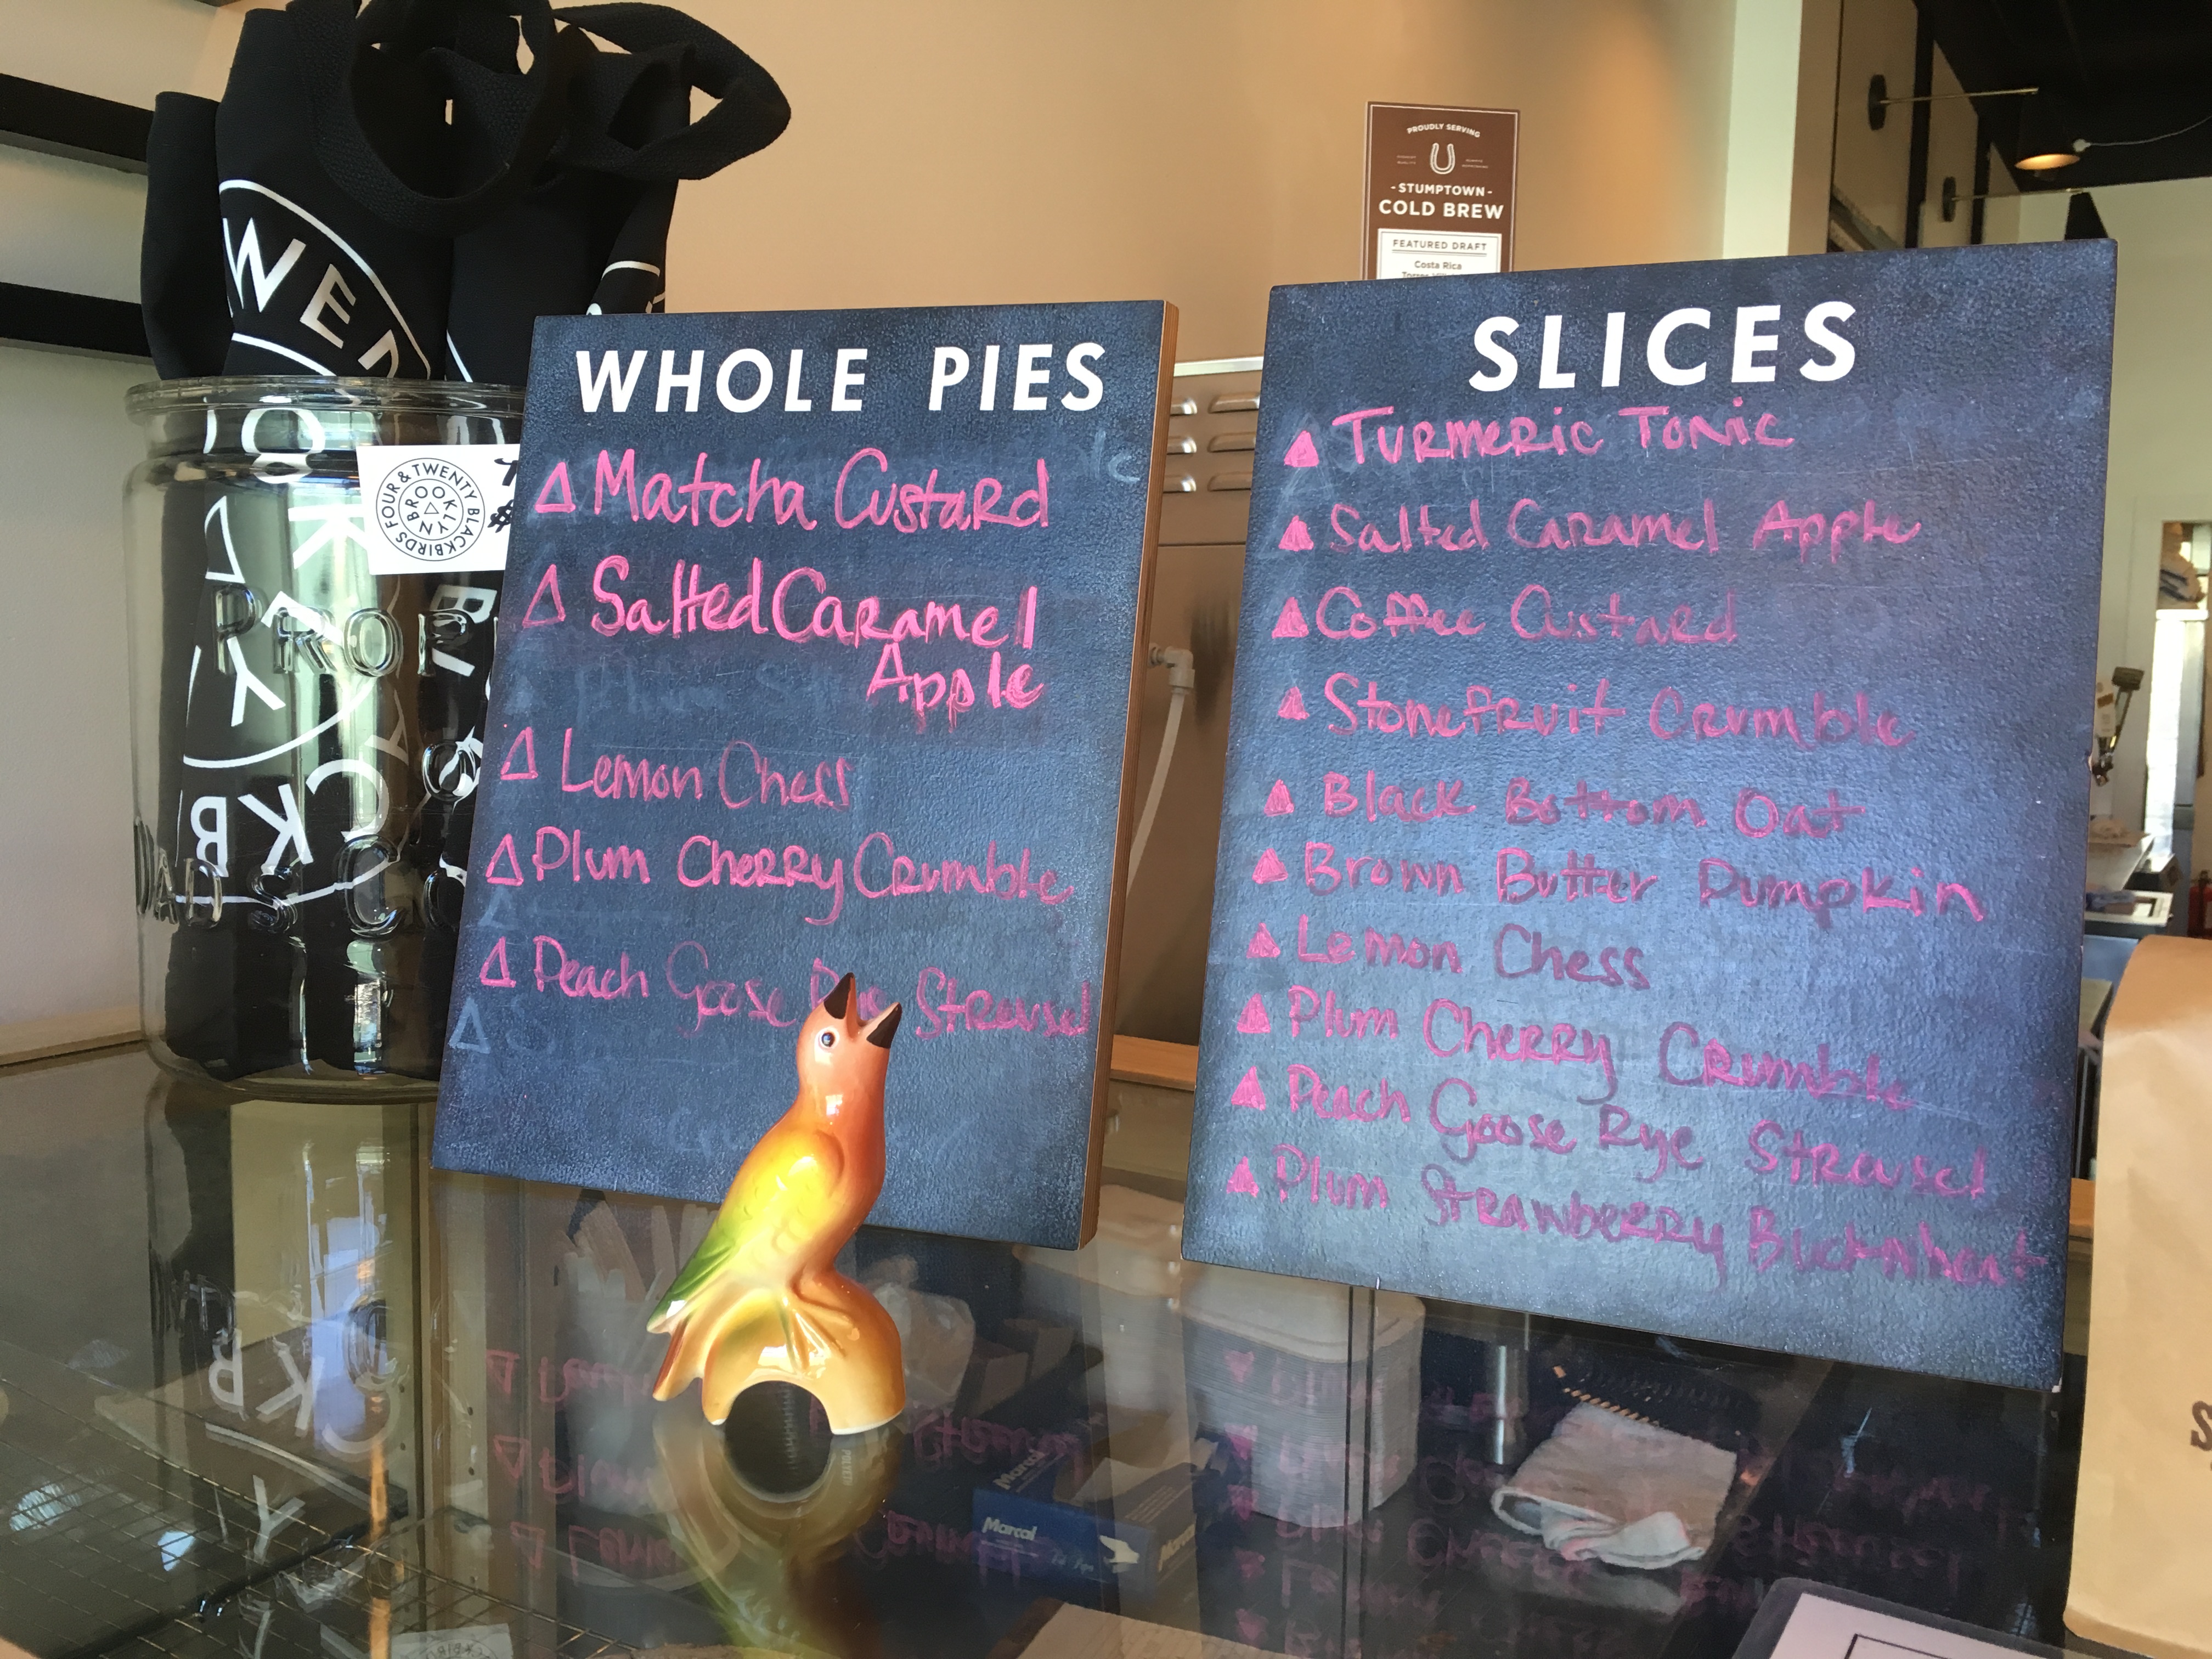 WHOLE PIES
Matcha Custard
Salted Caramel
Apple
Lemon Chess
Plum Cherry Crumble
Peach Goose Rye Streusel
SLICES
Turmeric Tonic
Salted Caramel Apple
Coffee Custard
Stonefruit Crumble
Black Bottom Oat
Brown Butter Pumpkin
Lemon Chess
Plum Cherry Crumble
Peach Goose Rye Streusel
Plum Strawberry Buckwheat
PROUDLY SERVING
- STUMPTOWN -
COLD BREW
FEATURED DRAFT
Costa Rica
FOUR & TWENTY BLACKBIRDS
BROOKLYN
WEN
CKB
Marcal
Marcal